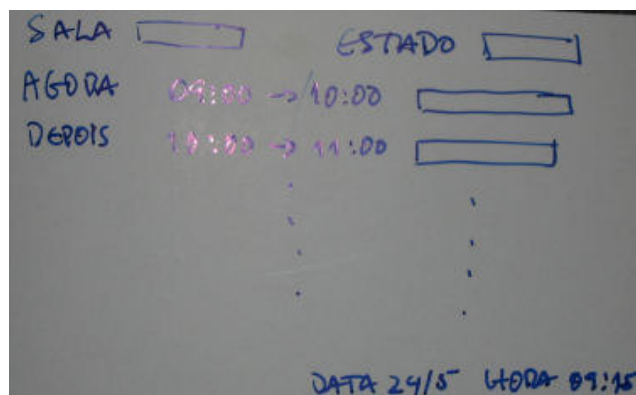 SALA ESTADO
AGORA 09:00 → 10:00
DEPOIS 10:00 → 11:00
DATA 24/5 HORA 09:15